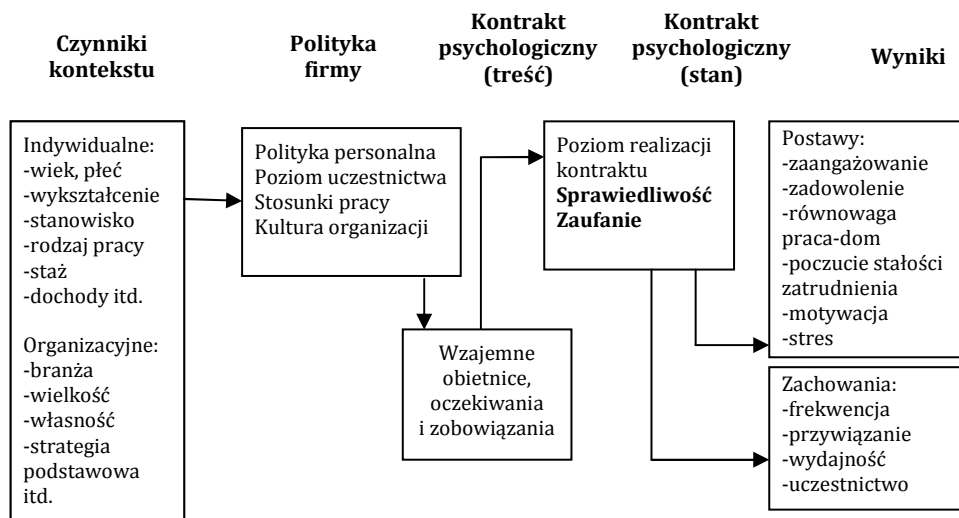 Czynniki
kontekstu
Polityka
firmy
Kontrakt
psychologiczny
(treść)
Kontrakt
psychologiczny
(stan)
Wyniki
Indywidualne:
-wiek, płeć
-wykształcenie
-stanowisko
-rodzaj pracy
-staż
-dochody itd.
Organizacyjne:
-branża
-wielkość
-własność
-strategia
podstawowa
itd.
Polityka personalna
Poziom uczestnictwa
Stosunki pracy
Kultura organizacji
Wzajemne
obietnice,
oczekiwania
i zobowiązania
Poziom realizacji
kontraktu
Sprawiedliwość
Zaufanie
Postawy:
-zaangażowanie
-zadowolenie
-równowaga
praca-dom
-poczucie stałości
zatrudnienia
-motywacja
-stres
Zachowania:
-frekwencja
-przywiązanie
-wydajność
-uczestnictwo